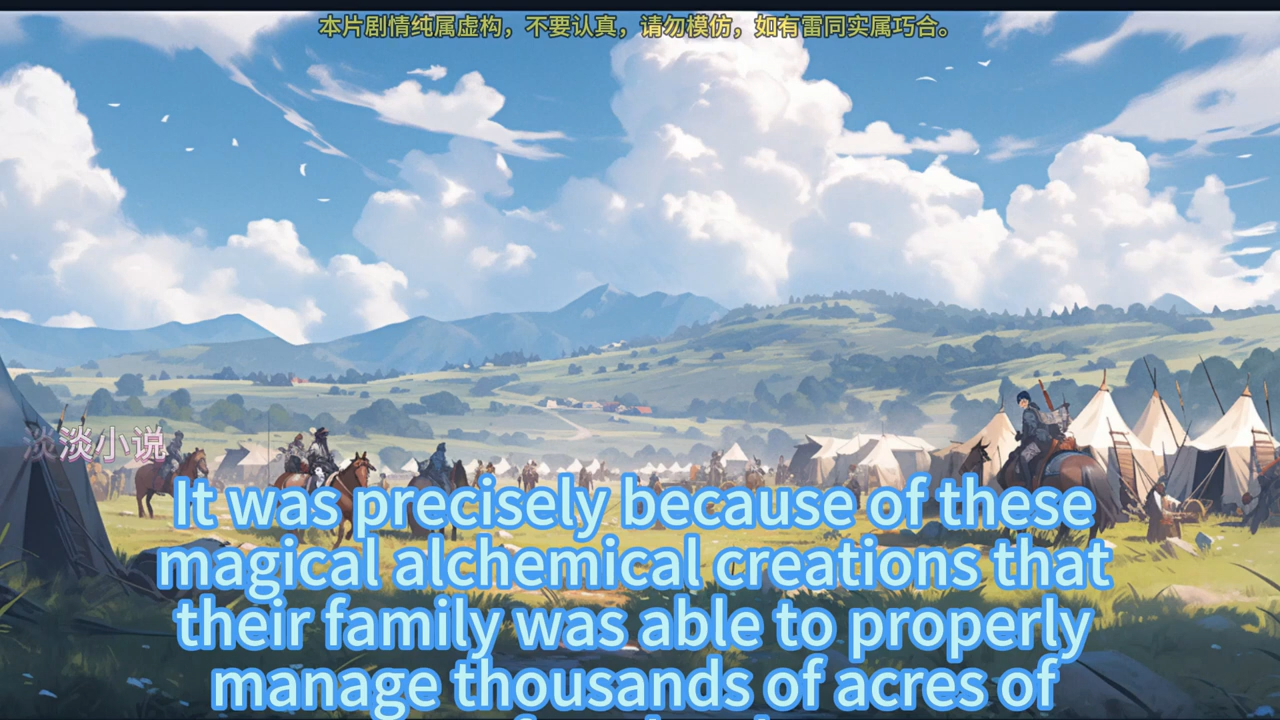 本片剧情纯属虚构，不要认真，请勿模仿，如有雷同实属巧合。
淡淡小说
It was precisely because of these
magical alchemical creations that
their family was able to properly
manage thousands of acres of